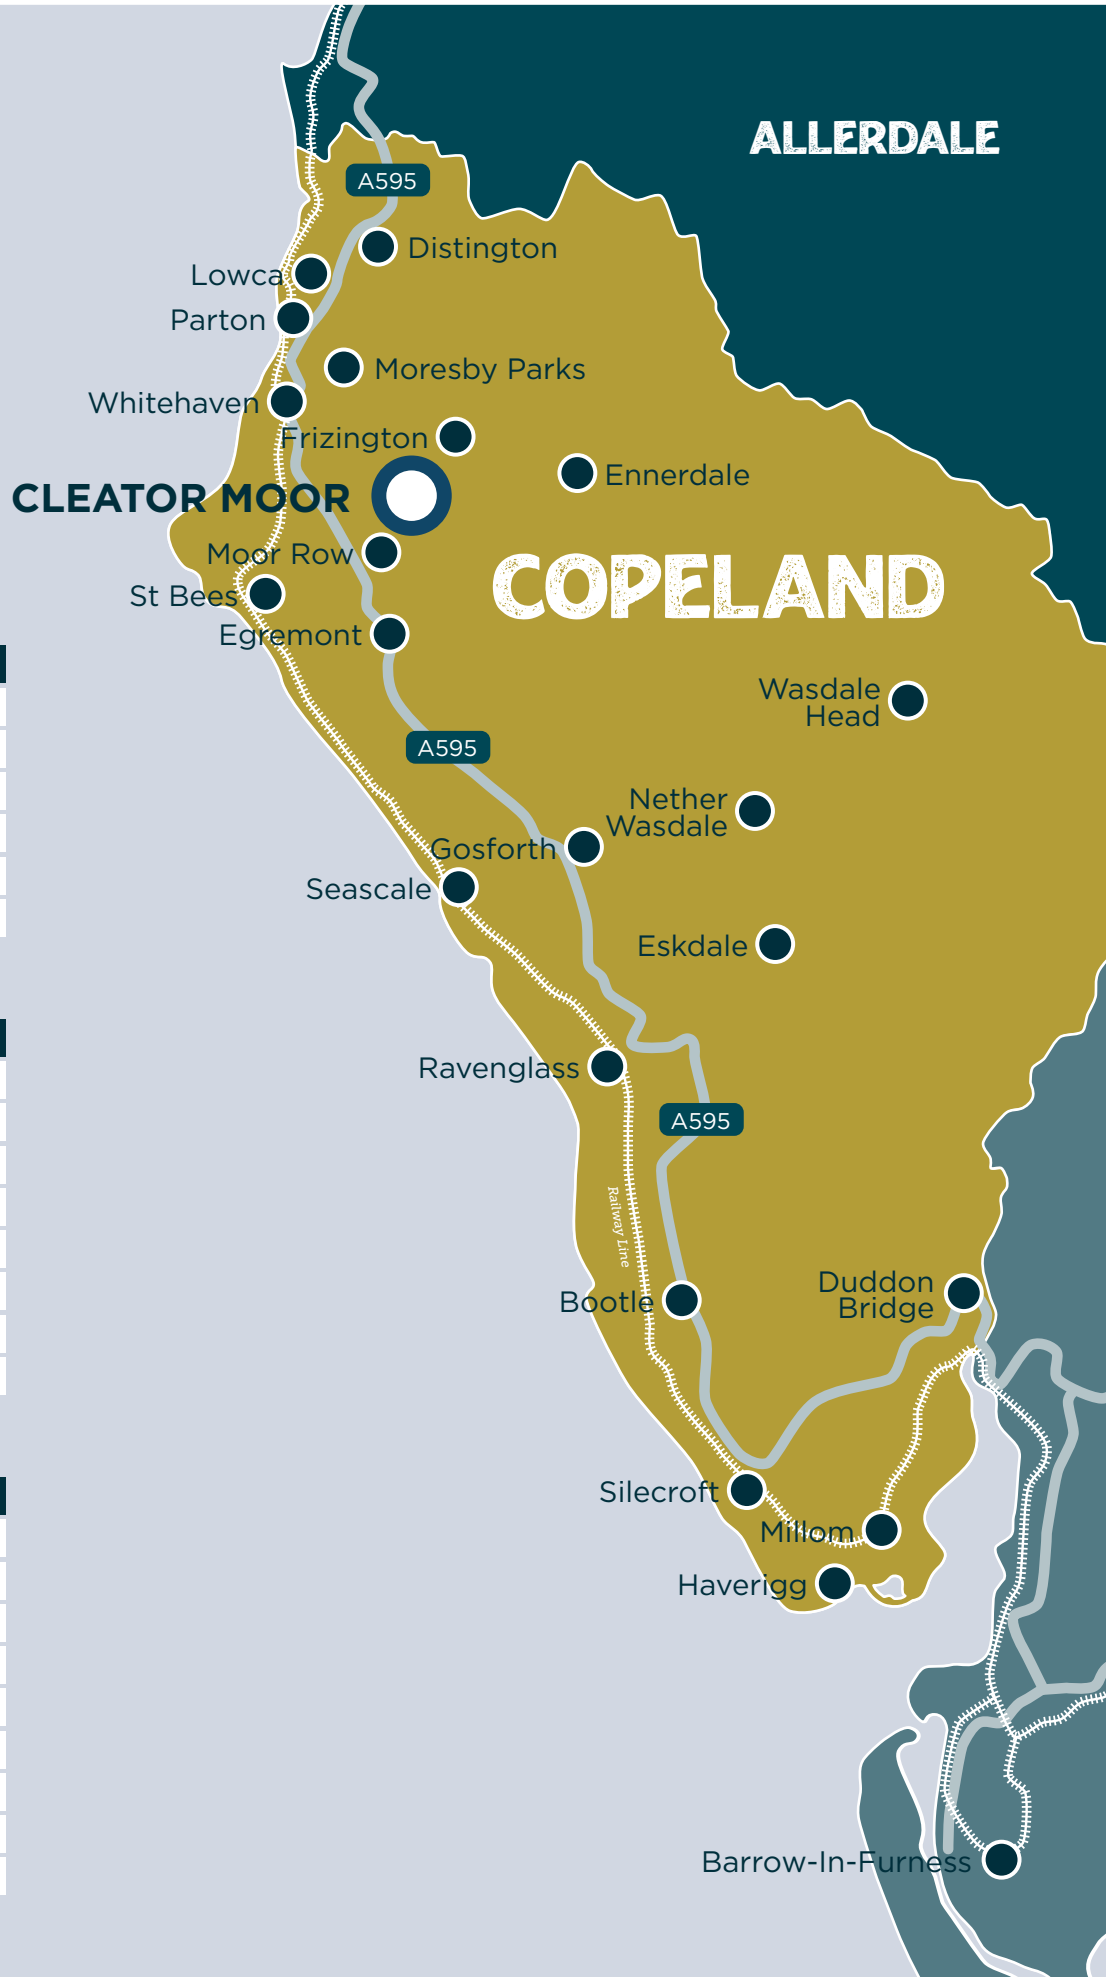 ALLERDALE
A595
Distington
Lowca
Parton
Moresby Parks
Whitehaven
Frizington
Ennerdale
CLEATOR MOOR
Moor Row
COPELAND
St Bees
Egremont
Wasdale
Head
A595
Nether
Wasdale
Gosforth
Seascale
Eskdale
Ravenglass
A595
Railway Line
Duddon
Bridge
Bootle
Silecroft
Millom
Haverigg
Barrow-In-Furness